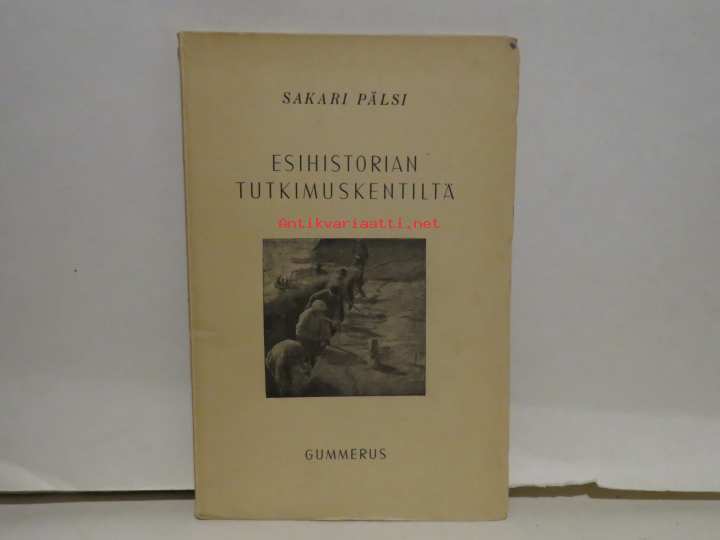 SAKARI PÄLSI
ESIHISTORIAN
TUTKIMUSKENTILTÄ
Antikvariaatti.net
GUMMERUS